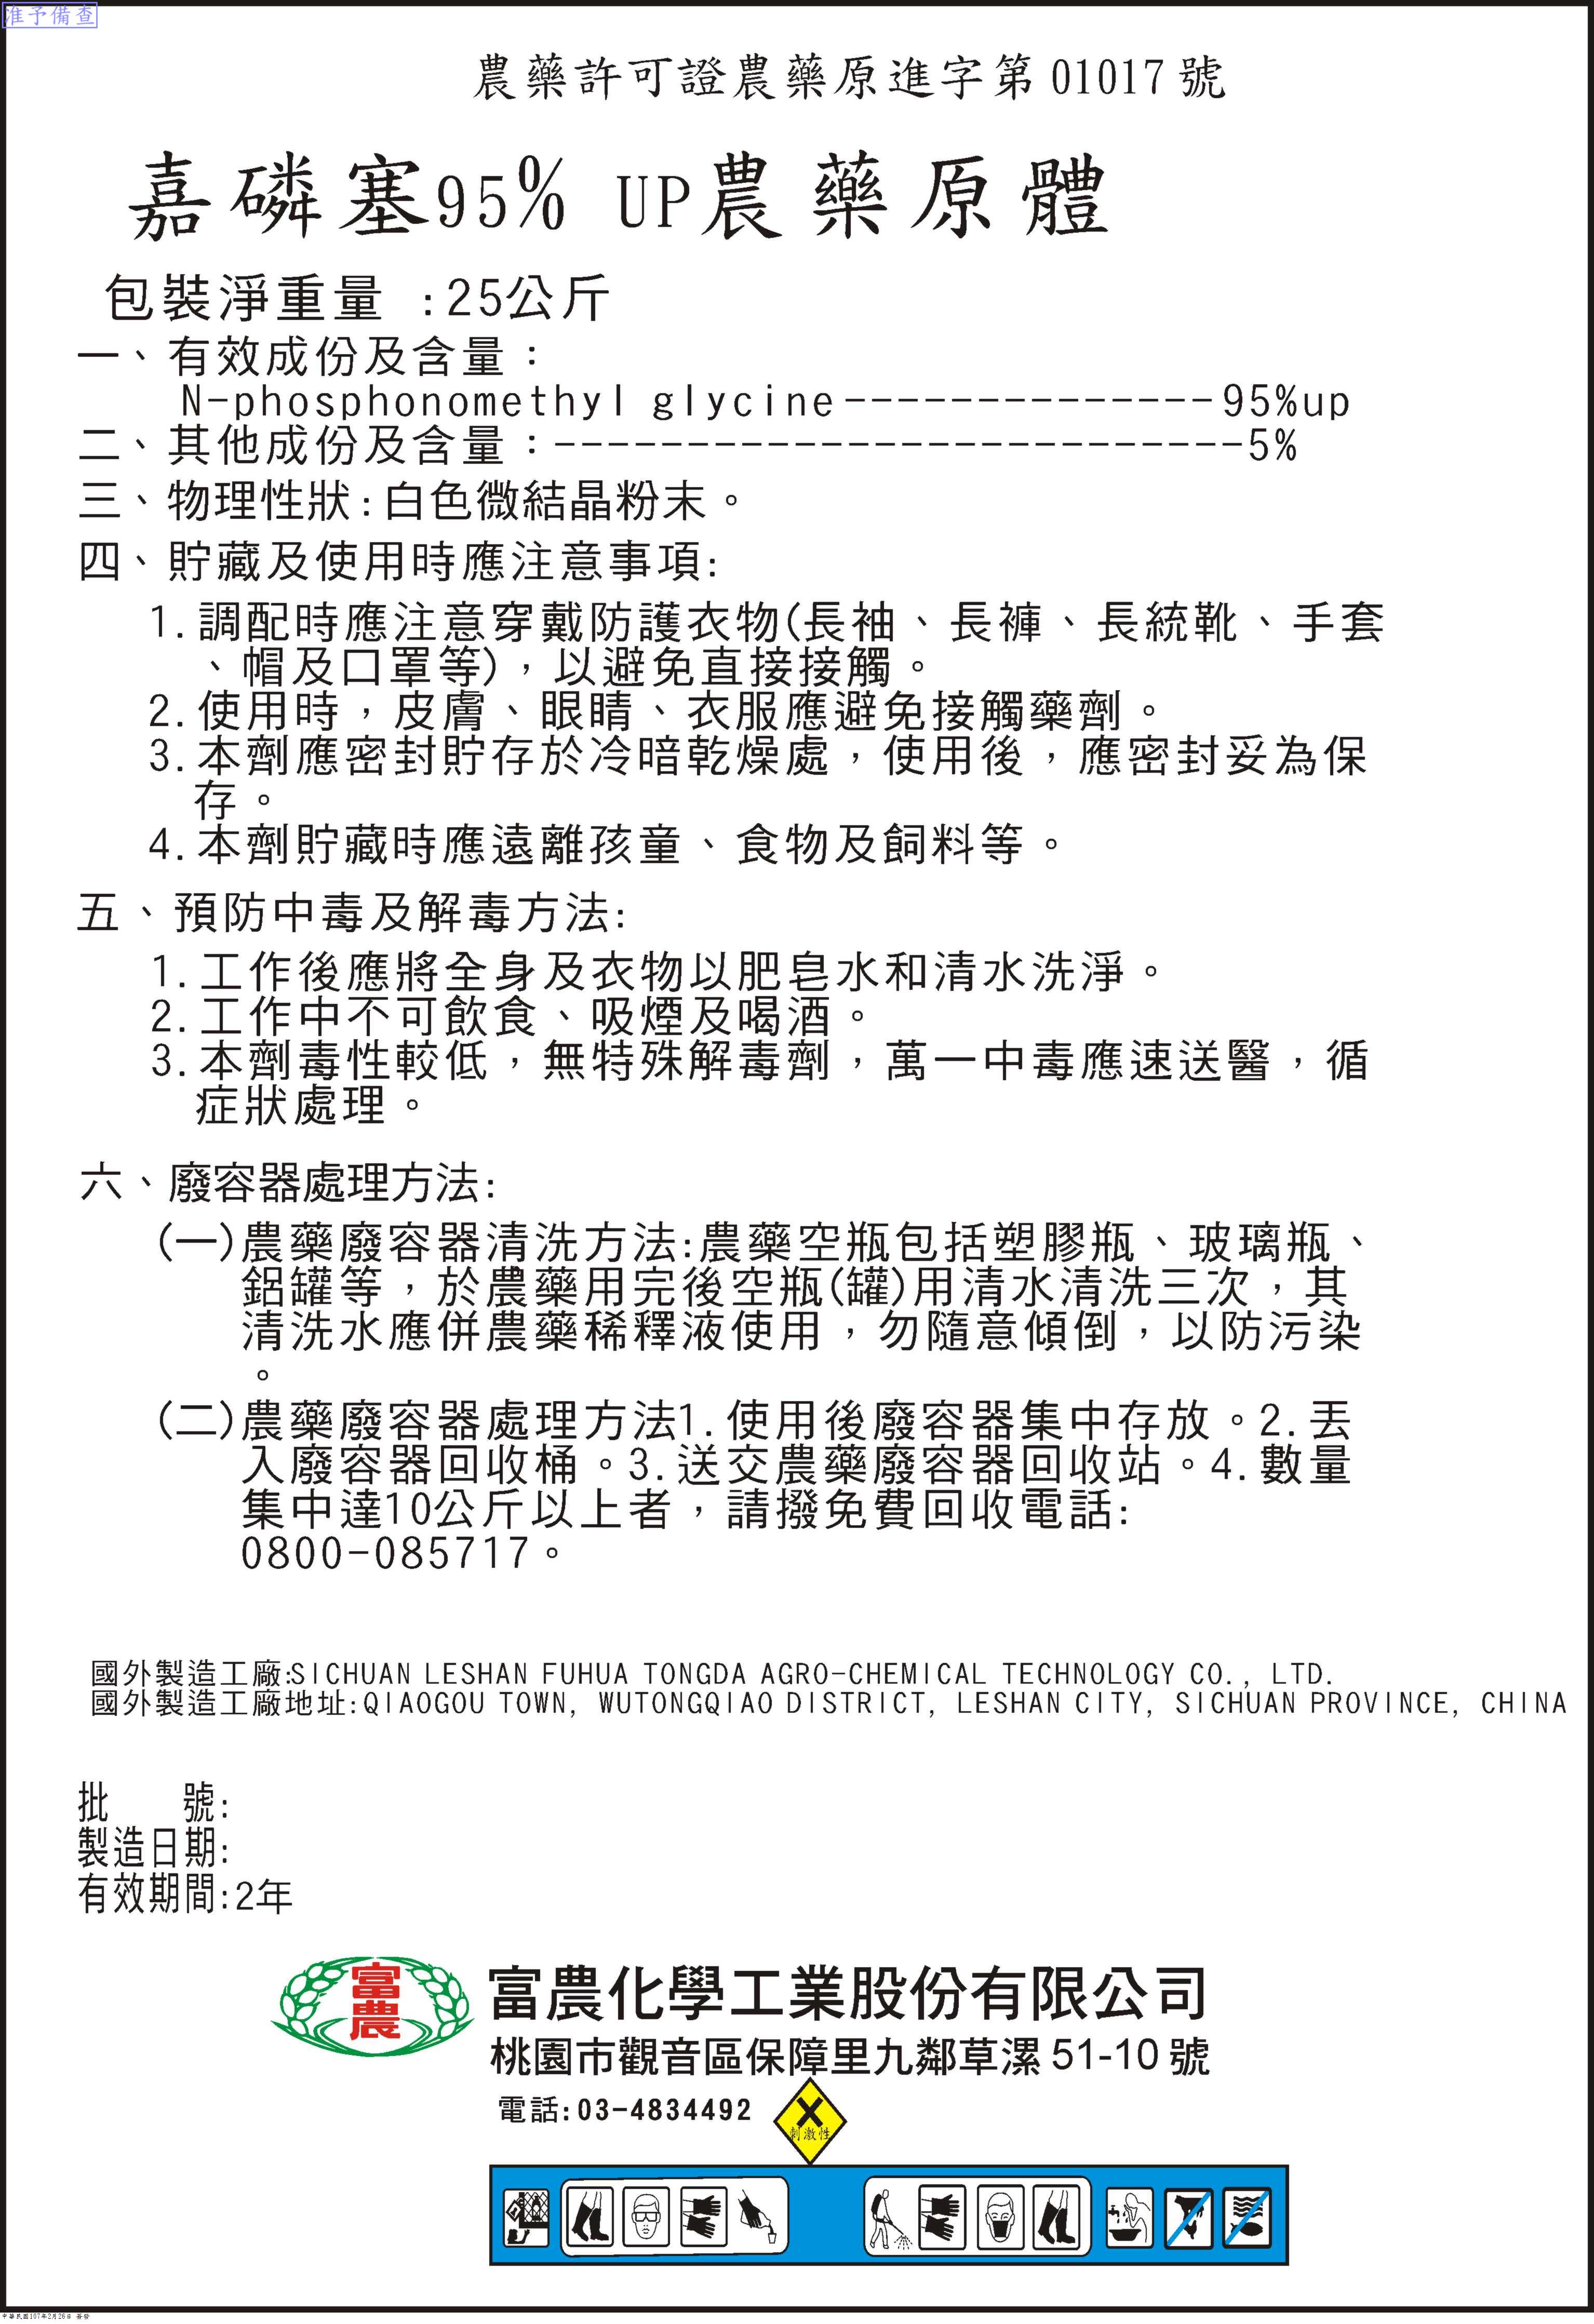 准予備查
農藥許可證農藥原進字第01017號
嘉磷塞95% UP農藥原體
包裝淨重量 :25公斤
一、有效成份及含量：
N-phosphonomethyl glycine--------------95%up
二、其他成份及含量：--------------------------5%
三、物理性狀:白色微結晶粉末。
四、貯藏及使用時應注意事項:
1.調配時應注意穿戴防護衣物(長袖、長褲、長統靴、手套
、帽及口罩等)，以避免直接接觸。
2.使用時，皮膚、眼睛、衣服應避免接觸藥劑。
3.本劑應密封貯存於冷暗乾燥處，使用後，應密封妥為保
存。
4.本劑貯藏時應遠離孩童、食物及飼料等。
五、預防中毒及解毒方法:
1.工作後應將全身及衣物以肥皂水和清水洗淨。
2.工作中不可飲食、吸煙及喝酒。
3.本劑毒性較低，無特殊解毒劑，萬一中毒應速送醫，循
症狀處理。
六、廢容器處理方法:
(一)農藥廢容器清洗方法:農藥空瓶包括塑膠瓶、玻璃瓶、
鋁罐等，於農藥用完後空瓶(罐)用清水清洗三次，其
清洗水應併農藥稀釋液使用，勿隨意傾倒，以防污染
。
(二)農藥廢容器處理方法1.使用後廢容器集中存放。2.丟
入廢容器回收桶。3.送交農藥廢容器回收站。4.數量
集中達10公斤以上者，請撥免費回收電話:
0800-085717。
國外製造工廠:SICHUAN LESHAN FUHUA TONGDA AGRO-CHEMICAL TECHNOLOGY CO., LTD.
國外製造工廠地址:QIAOGOU TOWN, WUTONGQIAO DISTRICT, LESHAN CITY, SICHUAN PROVINCE, CHINA
批 號:
製造日期:
有效期間:2年
富農
富農化學工業股份有限公司
桃園市觀音區保障里九鄰草漯 51-10 號
電話:03-4834492
刺激性
中華民國107年2月26日 簽發